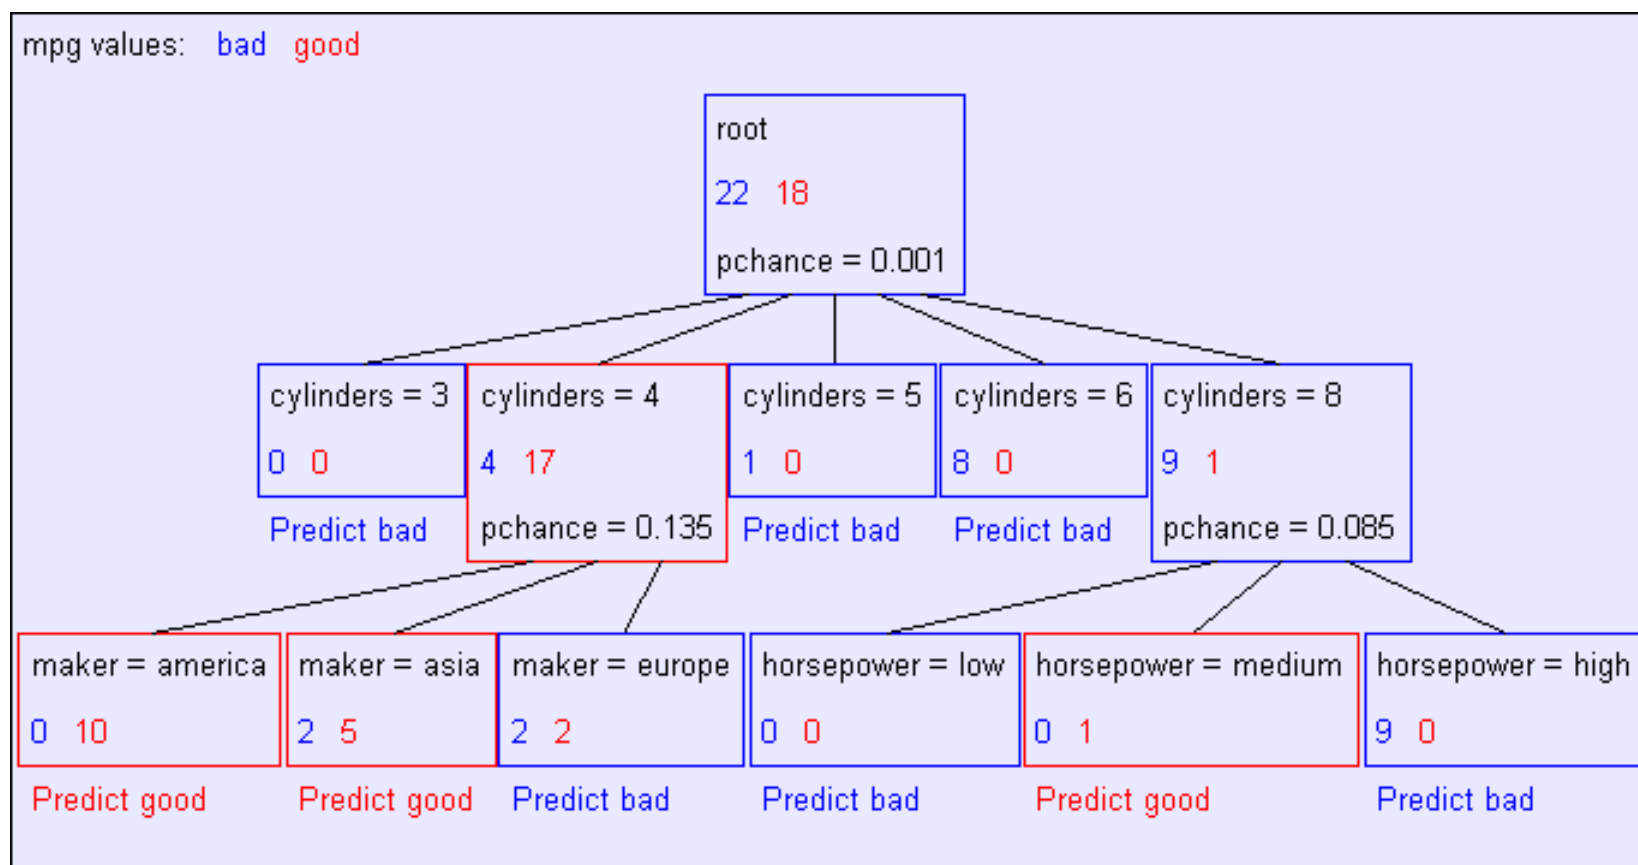 mpg values: bad good
root
22 18
pchance = 0.001
cylinders = 3 cylinders = 4 cylinders = 5 cylinders = 6 cylinders = 8
0 0 4 17 1 0 8 0 9 1
Predict bad pchance = 0.135 Predict bad Predict bad pchance = 0.085
maker = america maker = asia maker = europe horsepower = low horsepower = medium horsepower = high
0 10 2 5 2 2 0 0 0 1 9 0
Predict good Predict good Predict bad Predict bad Predict good Predict bad